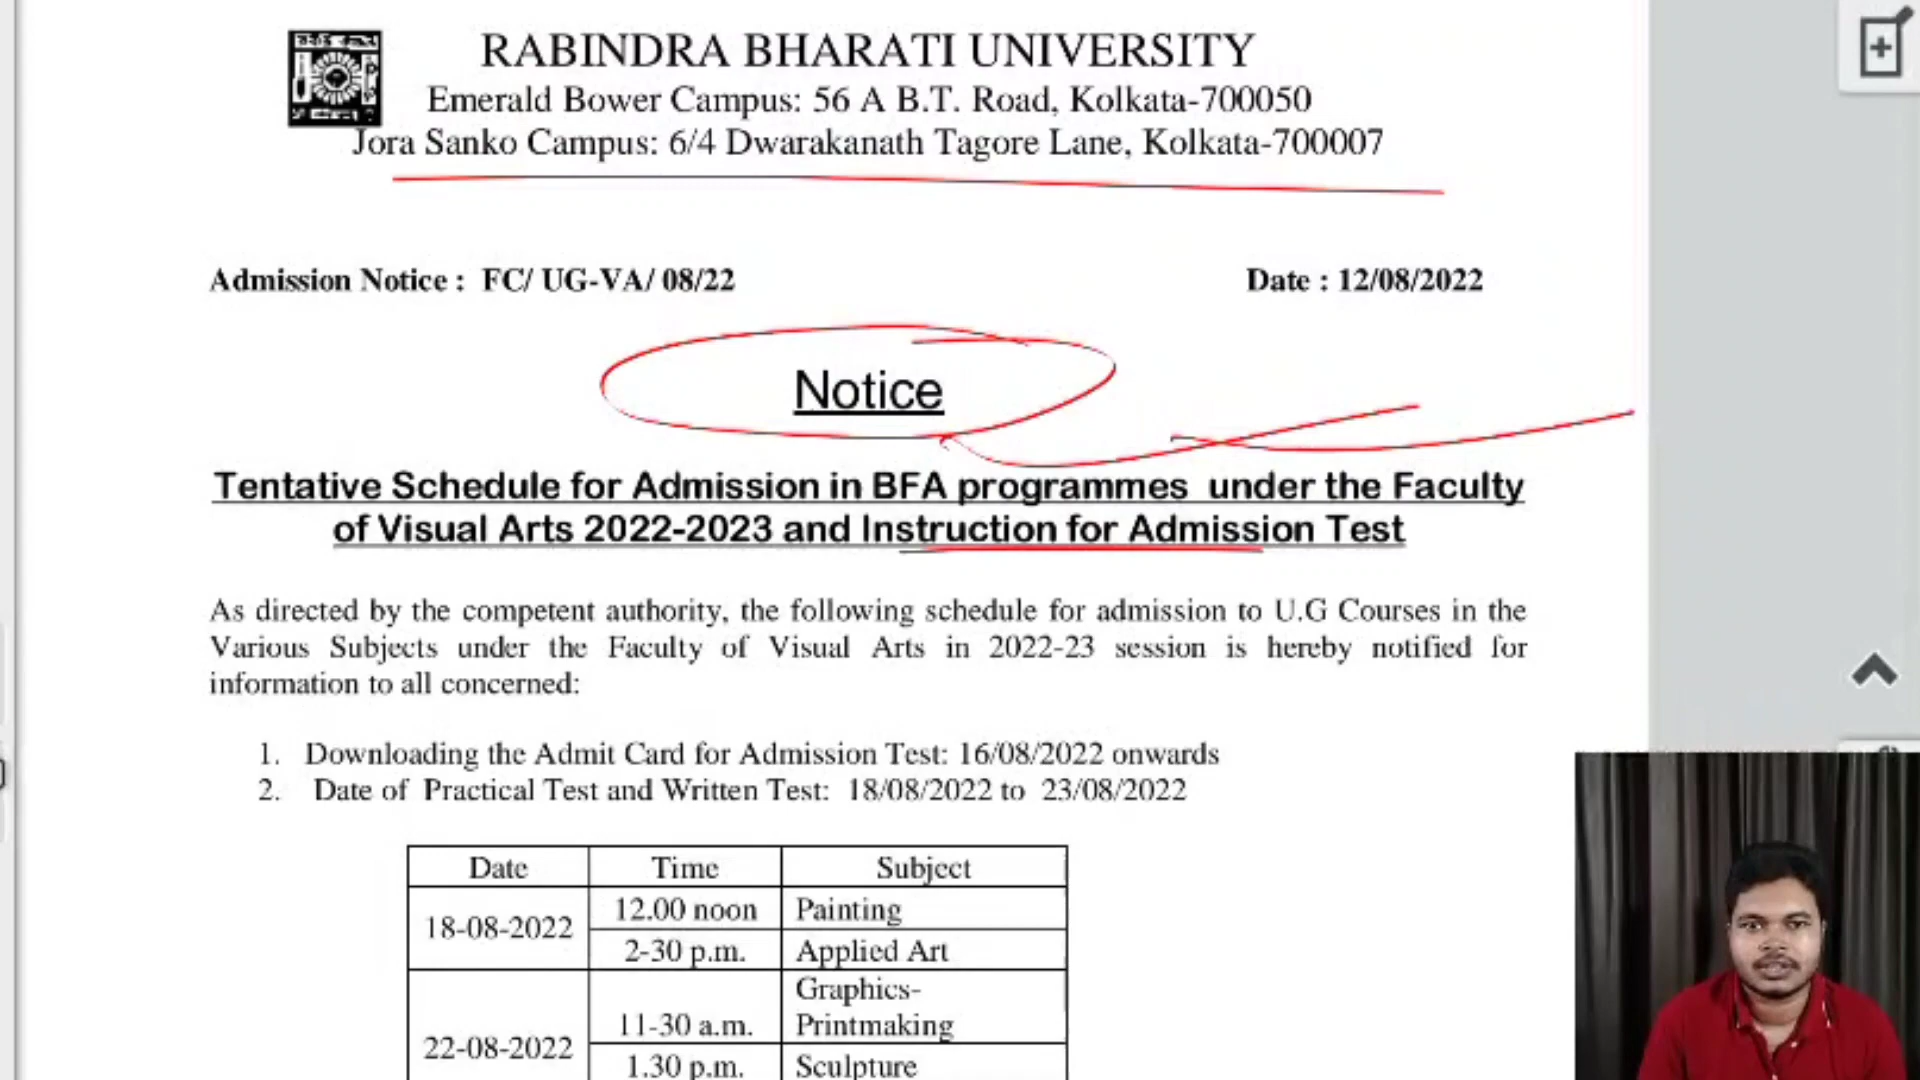 RABINDRA BHARATI UNIVERSITY
Emerald Bower Campus: 56 A B.T. Road, Kolkata-700050
Jora Sanko Campus: 6/4 Dwarakanath Tagore Lane, Kolkata-700007
Admission Notice : FC/ UG-VA/ 08/22 Date : 12/08/2022
Notice
Tentative Schedule for Admission in BFA programmes under the Faculty
of Visual Arts 2022-2023 and Instruction for Admission Test
As directed by the competent authority, the following schedule for admission to U.G Courses in the
Various Subjects under the Faculty of Visual Arts in 2022-23 session is hereby notified for
information to all concerned:
1. Downloading the Admit Card for Admission Test: 16/08/2022 onwards
2. Date of Practical Test and Written Test: 18/08/2022 to 23/08/2022
Date Time Subject
18-08-2022 12.00 noon Painting
2-30 p.m. Applied Art
22-08-2022 11-30 a.m. Graphics-
Printmaking
1.30 p.m. Sculpture